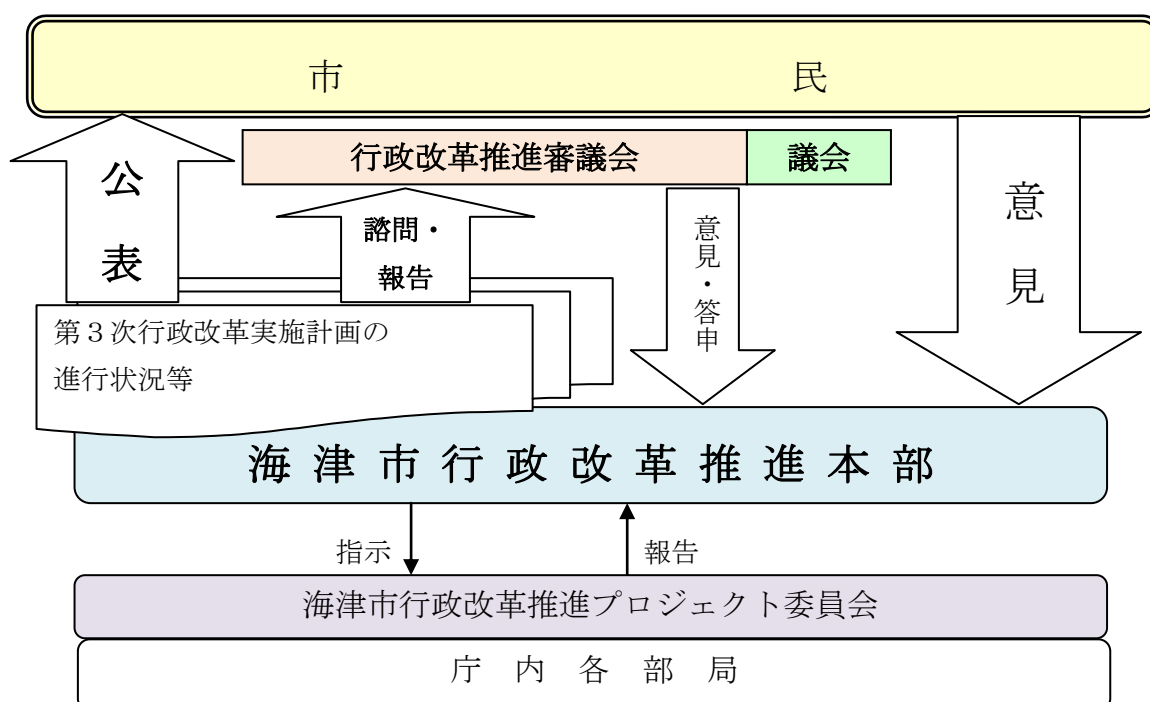 市民
行政改革推進審議会
議会
公表
諮問・
報告
意見・答申
意見
第３次行政改革実施計画の
進行状況等
海津市行政改革推進本部
指示
報告
海津市行政改革推進プロジェクト委員会
庁内各部局